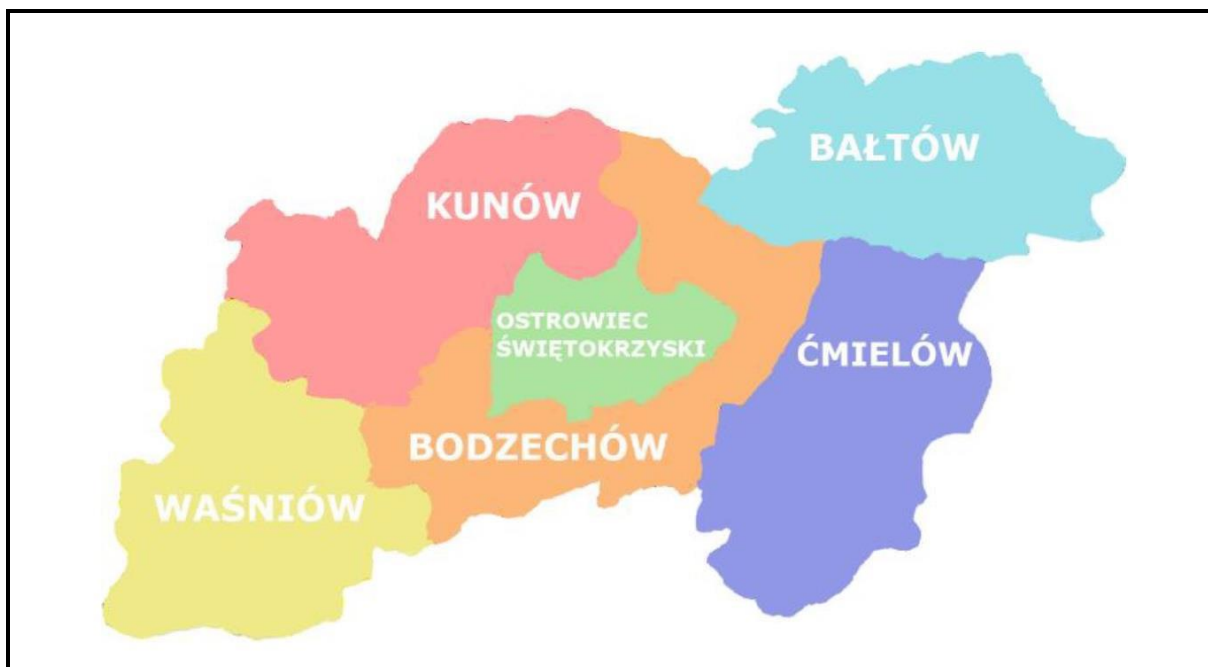 BAŁTÓW
KUNÓW
OSTROWIEC
ŚWIĘTOKRZYSKI
ĆMIELÓW
BODZECHÓW
WAŚNIÓW